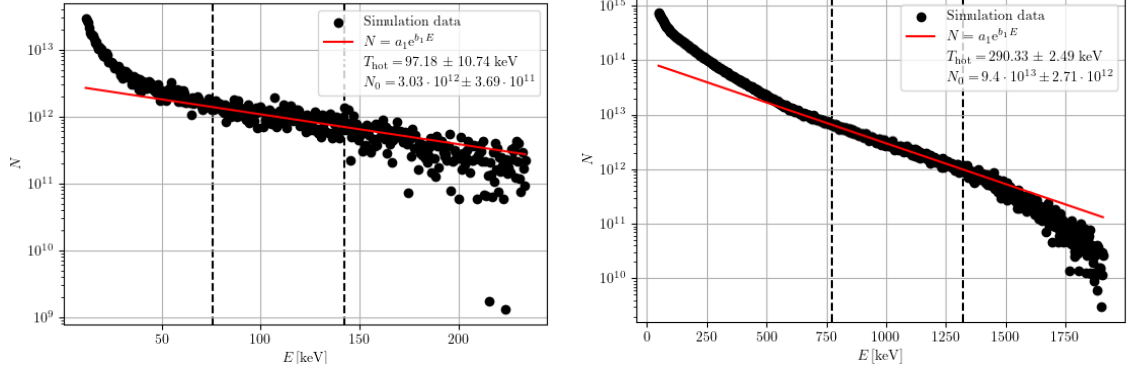 10¹³
10¹²
10¹¹
10¹⁰
10⁹
N
50
100
150
200
E [keV]
Simulation data
N = a₁e^{b₁E}
T_hot = 97.18 ± 10.74 keV
N₀ = 3.03 · 10¹² ± 3.69 · 10¹¹
10¹⁵
10¹⁴
10¹³
10¹²
10¹¹
10¹⁰
N
0
250
500
750
1000
1250
1500
1750
E [keV]
Simulation data
N = a₁e^{b₁E}
T_hot = 290.33 ± 2.49 keV
N₀ = 9.4 · 10¹³ ± 2.71 · 10¹²